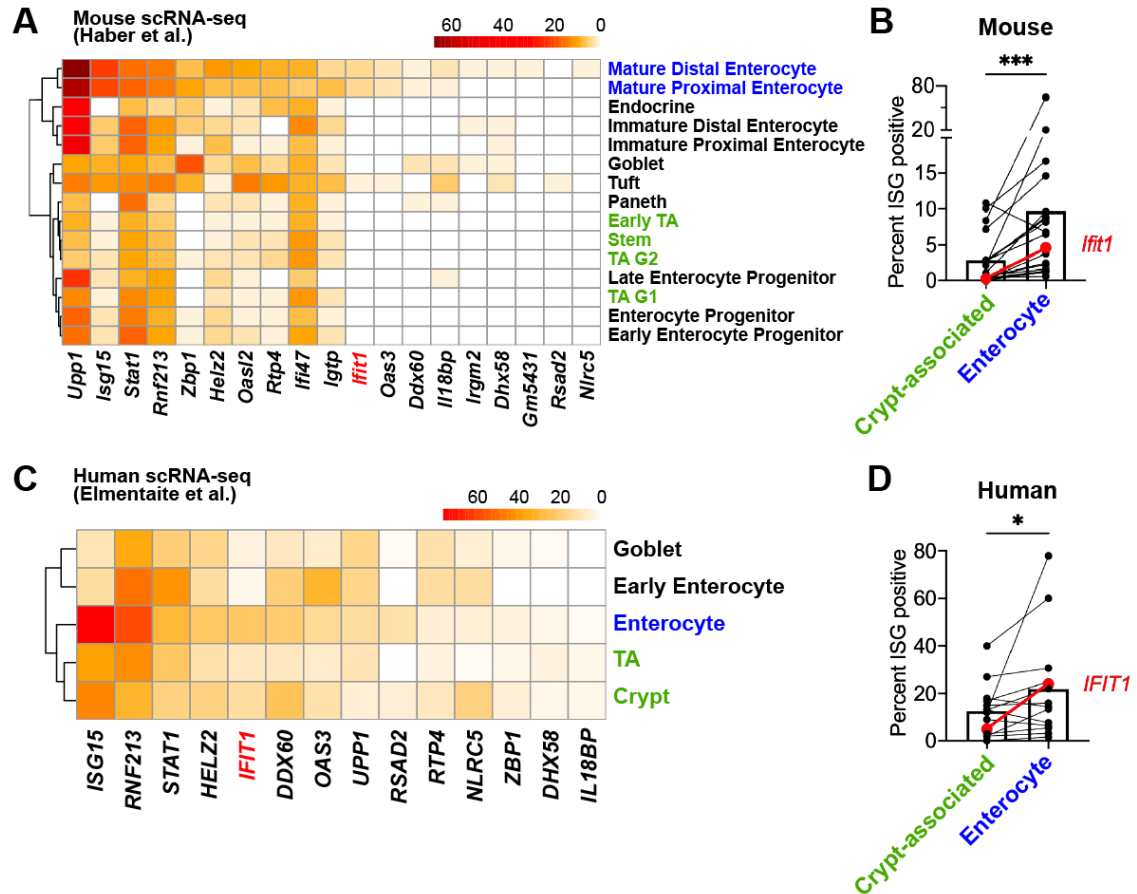 A
Mouse scRNA-seq
(Haber et al.)
60 40 20 0
Mature Distal Enterocyte
Mature Proximal Enterocyte
Endocrine
Immature Distal Enterocyte
Immature Proximal Enterocyte
Goblet
Tuft
Paneth
Early TA
Stem
TA G2
Late Enterocyte Progenitor
TA G1
Enterocyte Progenitor
Early Enterocyte Progenitor
Upp1 Isg15 Stat1 Rnf213 Zbp1 Helz2 Oasl2 Rtp4 Ifi47 Igtp Ifit1 Oas3 Ddx60 Il18bp Irgm2 Dhx58 Gm5431 Rsad2 Nlrc5
B
Mouse
***
Percent ISG positive
80
20
15
10
5
0
Ifit1
Crypt-associated
Enterocyte
C
Human scRNA-seq
(Elmentaite et al.)
60 40 20 0
Goblet
Early Enterocyte
Enterocyte
TA
Crypt
ISG15 RNF213 STAT1 HELZ2 IFIT1 DDX60 OAS3 UPP1 RSAD2 RTP4 NLRC5 ZBP1 DHX58 IL18BP
D
Human
*
Percent ISG positive
80
60
40
20
0
IFIT1
Crypt-associated
Enterocyte